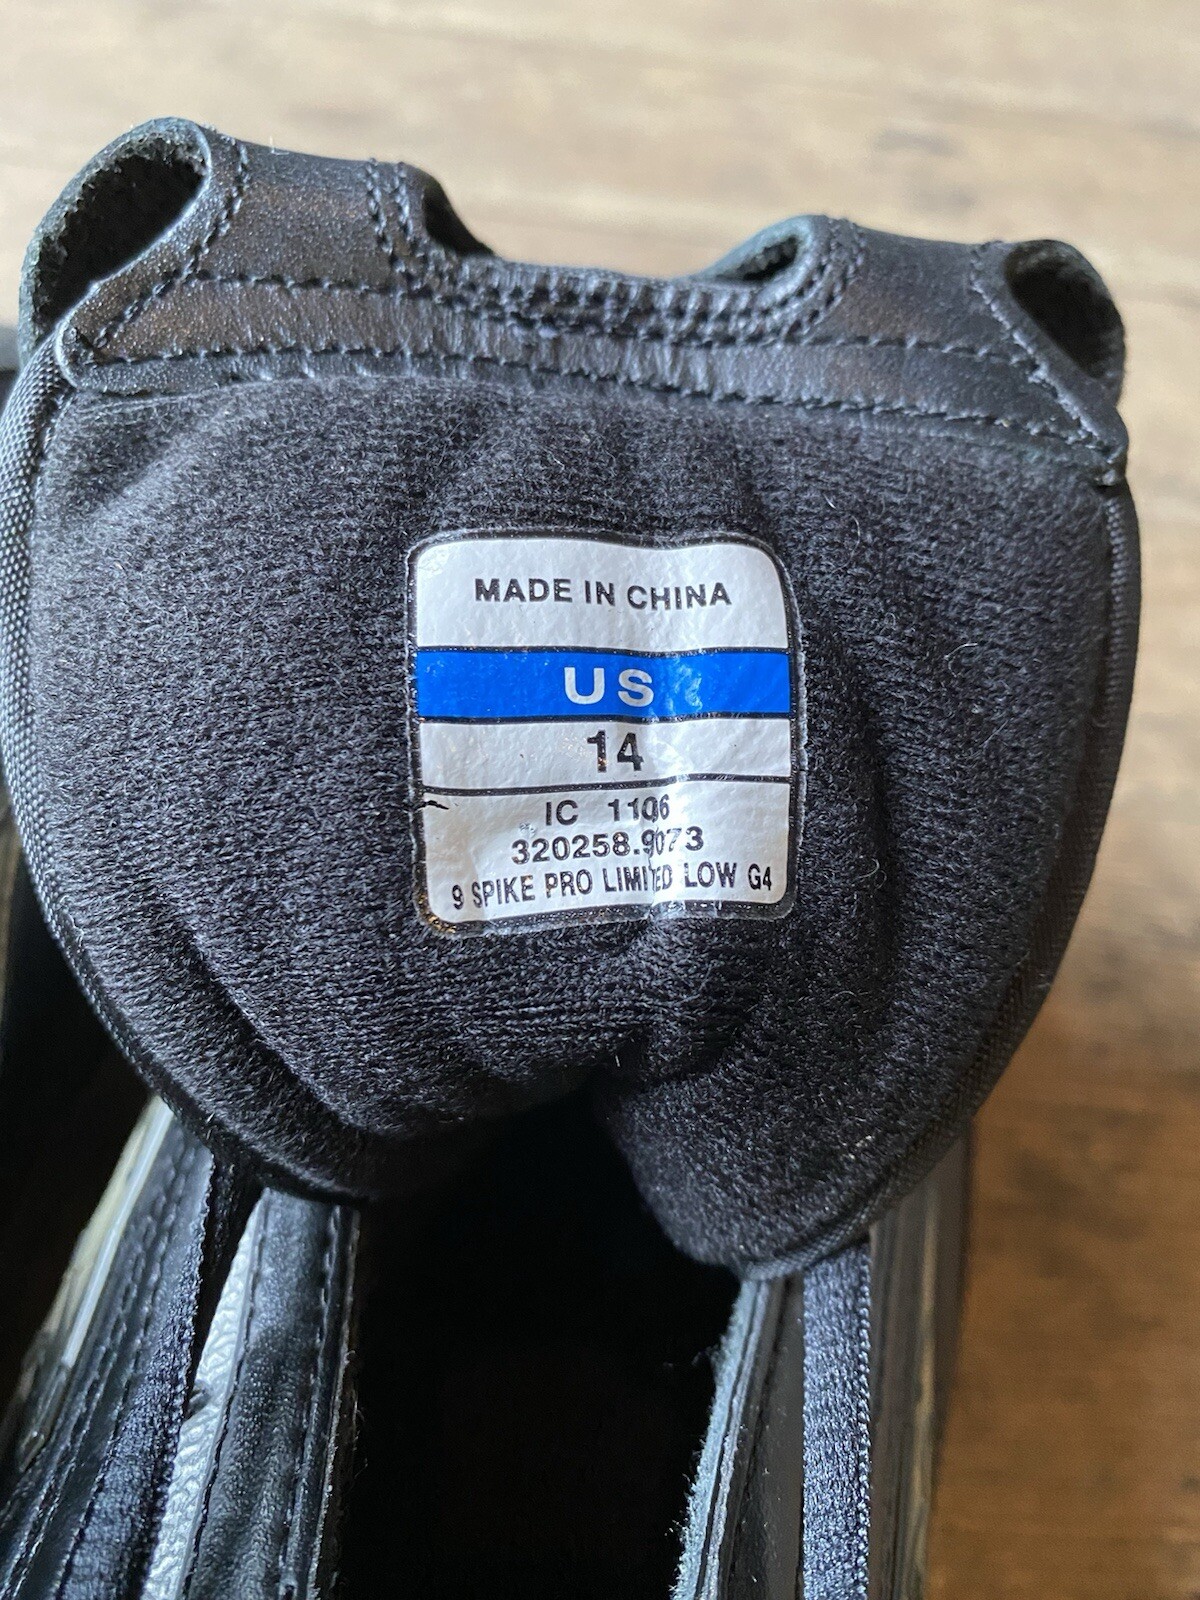 MADE IN CHINA
US
14
IC 1106
320258.9073
9 SPIKE PRO LIMITED LOW G4